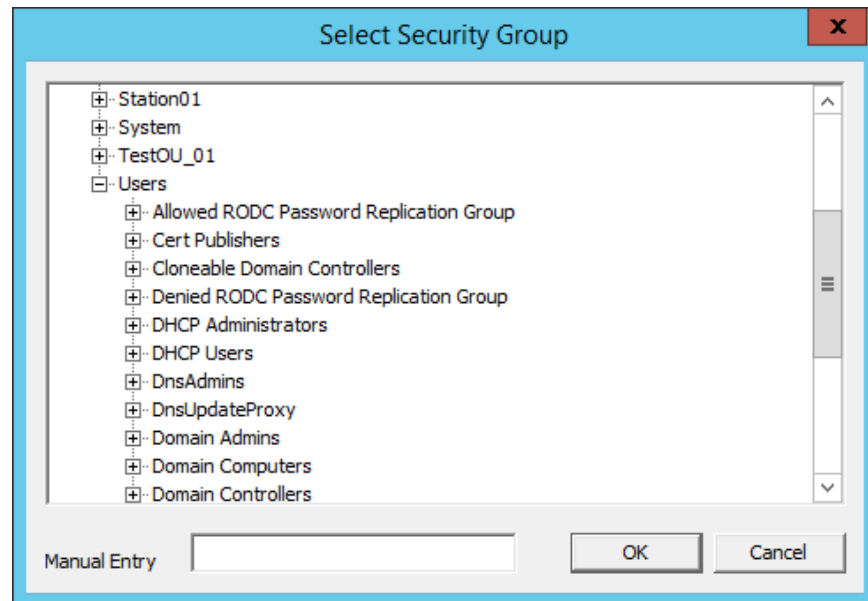 Select Security Group
x
Station01
System
TestOU_01
Users
Allowed RODC Password Replication Group
Cert Publishers
Cloneable Domain Controllers
Denied RODC Password Replication Group
DHCP Administrators
DHCP Users
DnsAdmins
DnsUpdateProxy
Domain Admins
Domain Computers
Domain Controllers
Manual Entry OK Cancel